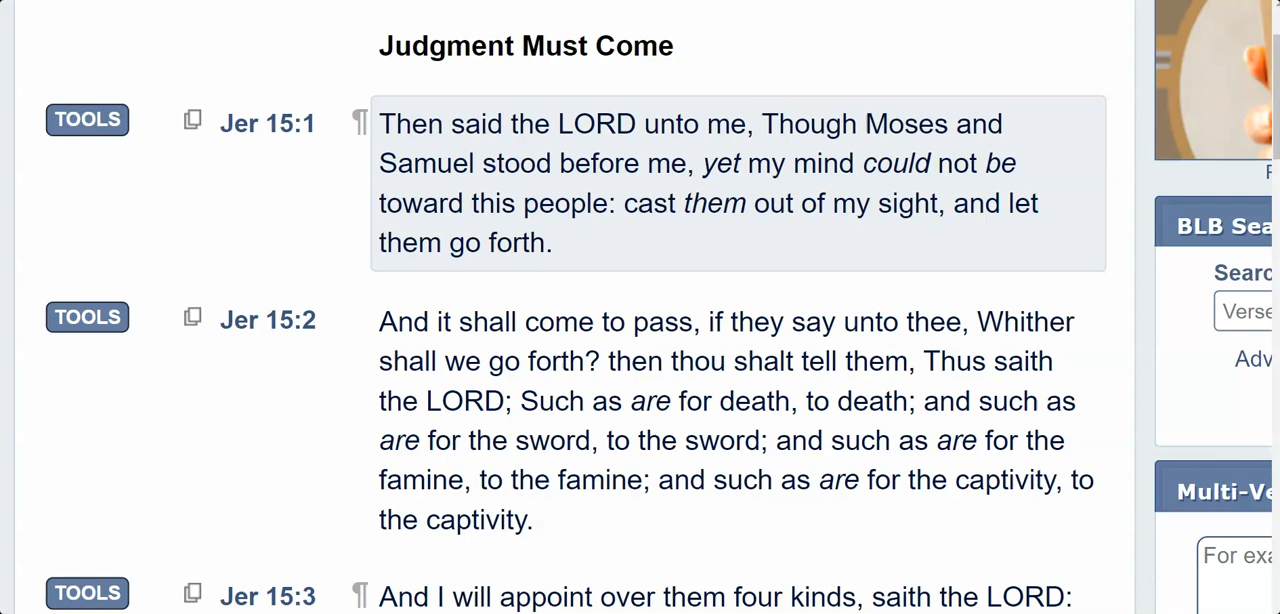 Judgment Must Come
TOOLS Jer 15:1 ¶ Then said the LORD unto me, Though Moses and
Samuel stood before me, yet my mind could not be
toward this people: cast them out of my sight, and let
them go forth.
TOOLS Jer 15:2 And it shall come to pass, if they say unto thee, Whither
shall we go forth? then thou shalt tell them, Thus saith
the LORD; Such as are for death, to death; and such as
are for the sword, to the sword; and such as are for the
famine, to the famine; and such as are for the captivity, to
the captivity.
TOOLS Jer 15:3 ¶ And I will appoint over them four kinds, saith the LORD:
BLB Sea
Searc
Verse
Adv
Multi-Ve
For exa